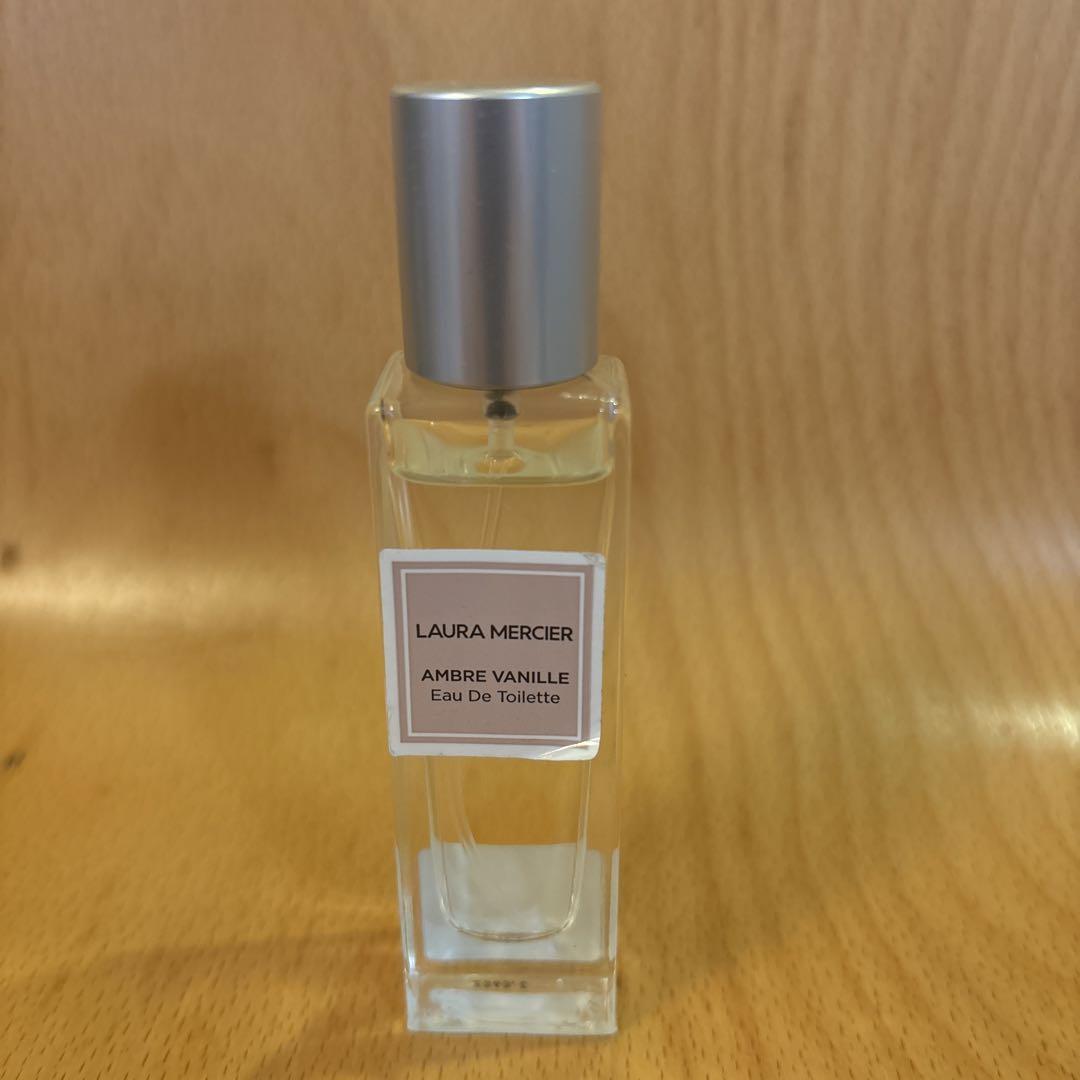 LAURA MERCIER
AMBRE VANILLE
Eau De Toilette